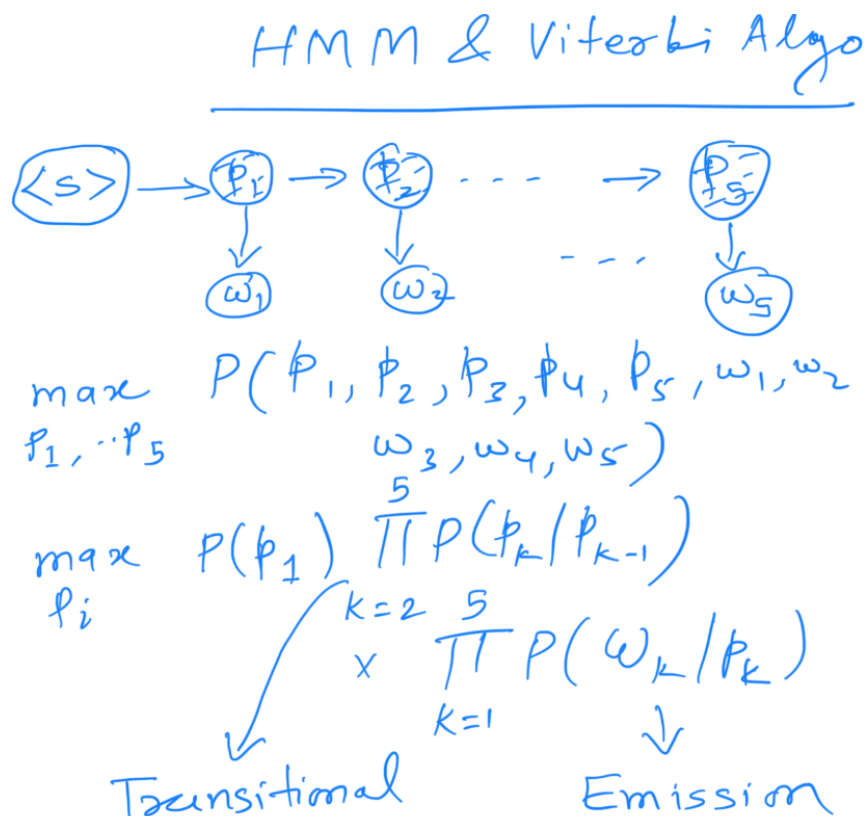 HMM & Viterbi Algo
<s> → p1 → p2 - - - → p5
w1 w2 - - - w5
max P(p1, p2, p3, p4, p5, w1, w2
p1, ..p5 w3, w4, w5)
5
max P(p1) Π P(pk/pk-1)
pi k=2 5
x Π P(wk/pk)
k=1
Transitional Emission